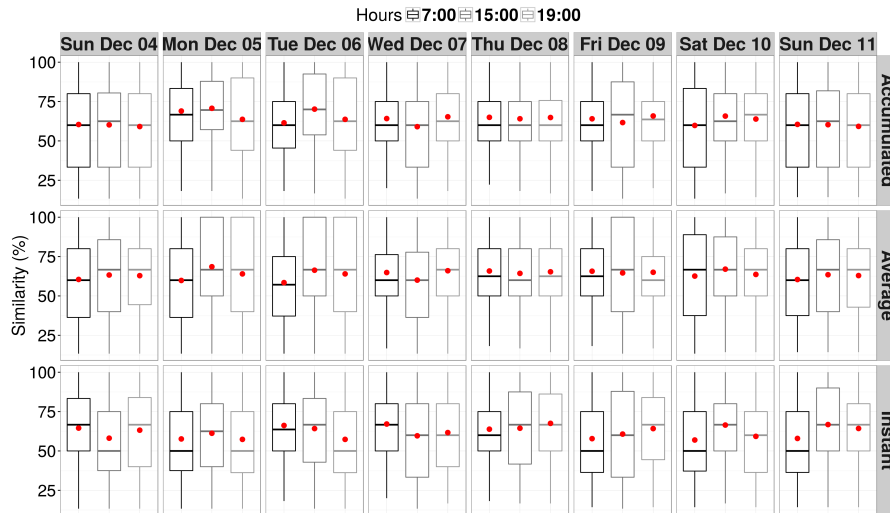 Hours 7:00 15:00 19:00
Sun Dec 04 Mon Dec 05 Tue Dec 06 Wed Dec 07 Thu Dec 08 Fri Dec 09 Sat Dec 10 Sun Dec 11
Similarity (%)
100
75
50
25
Accumulated
100
75
50
25
Average
100
75
50
25
Instant